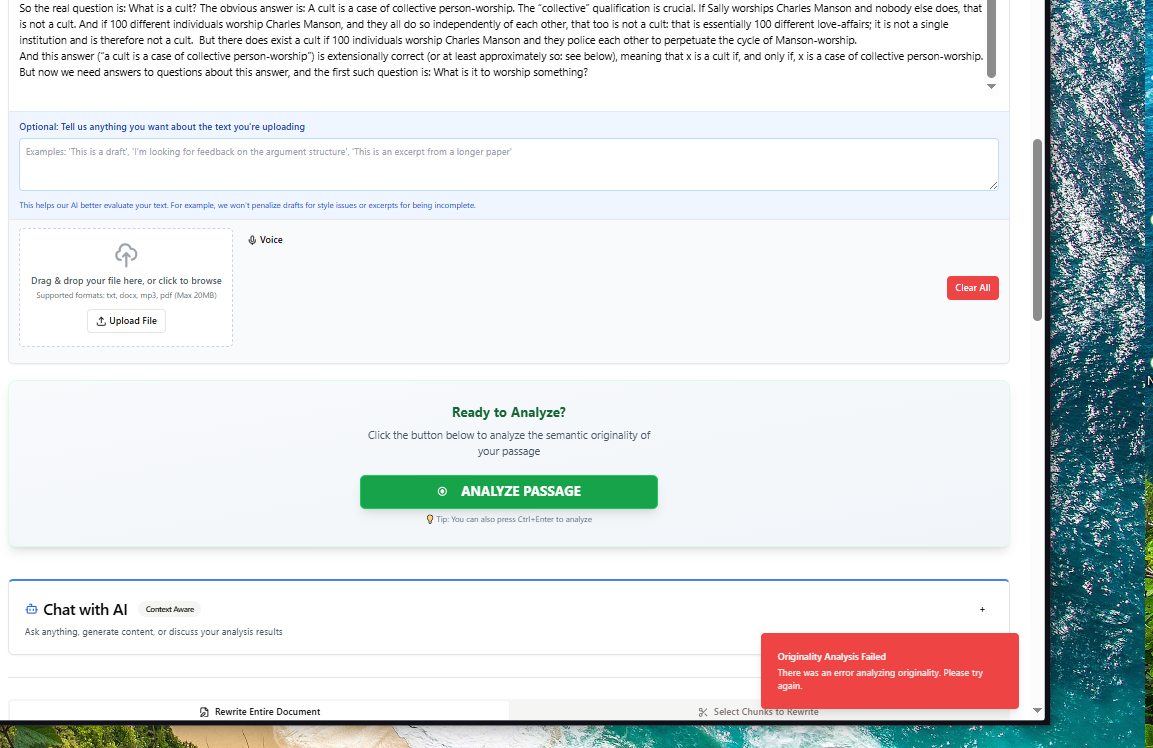 So the real question is: What is a cult? The obvious answer is: A cult is a case of collective person-worship. The “collective” qualification is crucial. If Sally worships Charles Manson and nobody else does, that
is not a cult. And if 100 different individuals worship Charles Manson, and they all do so independently of each other, that too is not a cult: that is essentially 100 different love-affairs; it is not a single
institution and is therefore not a cult.  But there does exist a cult if 100 individuals worship Charles Manson and they police each other to perpetuate the cycle of Manson-worship.
And this answer (“a cult is a case of collective person-worship”) is extensionally correct (or at least approximately so: see below), meaning that x is a cult if, and only if, x is a case of collective person-worship.
But now we need answers to questions about this answer, and the first such question is: What is it to worship something?
Optional: Tell us anything you want about the text you're uploading
Examples: 'This is a draft', 'I'm looking for feedback on the argument structure', 'This is an excerpt from a longer paper'
This helps our AI better evaluate your text. For example, we won't penalize drafts for style issues or excerpts for being incomplete.
Voice
Drag & drop your file here, or click to browse
Supported formats: txt, docx, mp3, pdf (Max 20MB)
Clear All
Upload File
Ready to Analyze?
Click the button below to analyze the semantic originality of
your passage
ANALYZE PASSAGE
Tip: You can also press Ctrl+Enter to analyze
Chat with AI Context Aware
+
Ask anything, generate content, or discuss your analysis results
Originality Analysis Failed
There was an error analyzing originality. Please try
again.
Rewrite Entire Document
Select Chunks to Rewrite